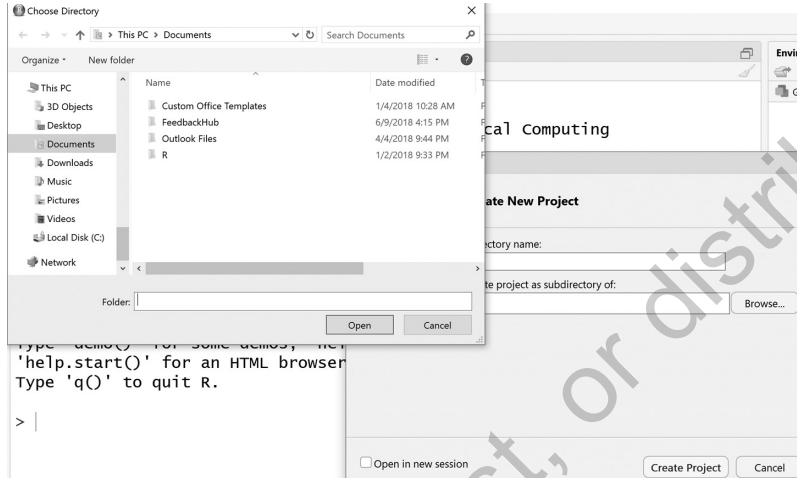 Choose Directory
This PC > Documents
Search Documents
Organize
New folder
This PC
3D Objects
Desktop
Documents
Downloads
Music
Pictures
Videos
Local Disk (C:)
Network
Name
Date modified
Custom Office Templates
1/4/2018 10:28 AM
FeedbackHub
6/9/2018 4:15 PM
Outlook Files
4/4/2018 9:44 PM
R
1/2/2018 9:33 PM
Folder:
Open
Cancel
cal Computing
ate New Project
ectory name:
te project as subdirectory of:
Browse...
'help.start()' for an HTML browser
Type 'q()' to quit R.
>
Open in new session
Create Project
Cancel
st, or distri